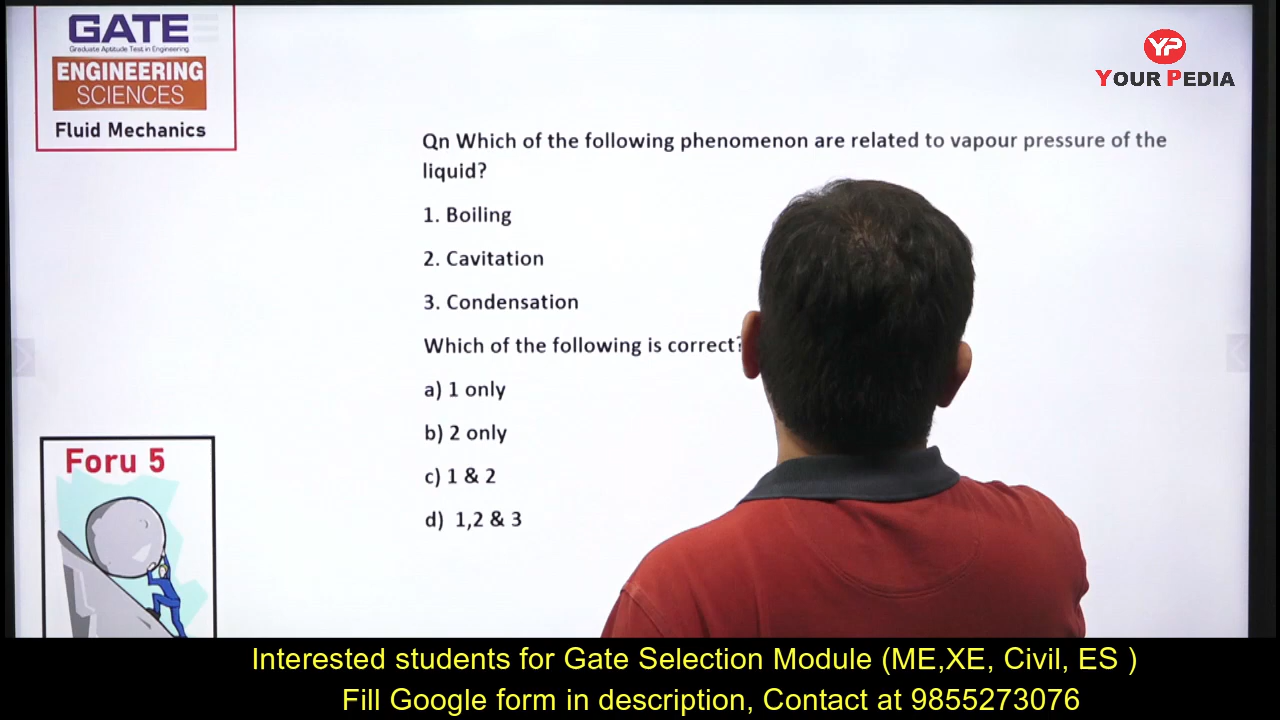 GATE
Graduate Aptitude Test in Engineering
ENGINEERING
SCIENCES
Fluid Mechanics
YP
YOUR PEDIA
Qn Which of the following phenomenon are related to vapour pressure of the
liquid?
1. Boiling
2. Cavitation
3. Condensation
Which of the following is correct?
a) 1 only
b) 2 only
c) 1 & 2
d) 1,2 & 3
Foru 5
Interested students for Gate Selection Module (ME,XE, Civil, ES )
Fill Google form in description, Contact at 9855273076